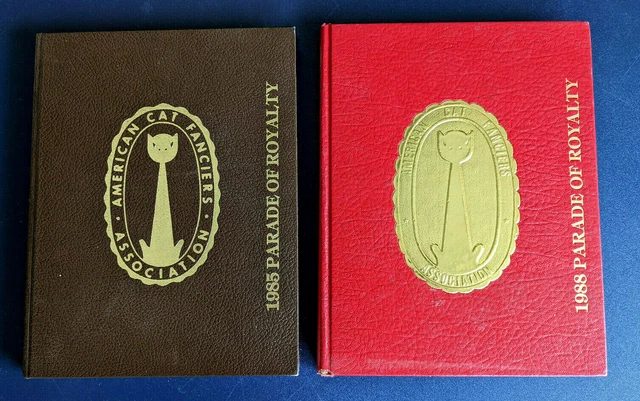 · AMERICAN CAT FANCIERS ·
ASSOCIATION
1985 PARADE OF ROYALTY
AMERICAN CAT FANCIERS
ASSOCIATION
1988 PARADE OF ROYALTY